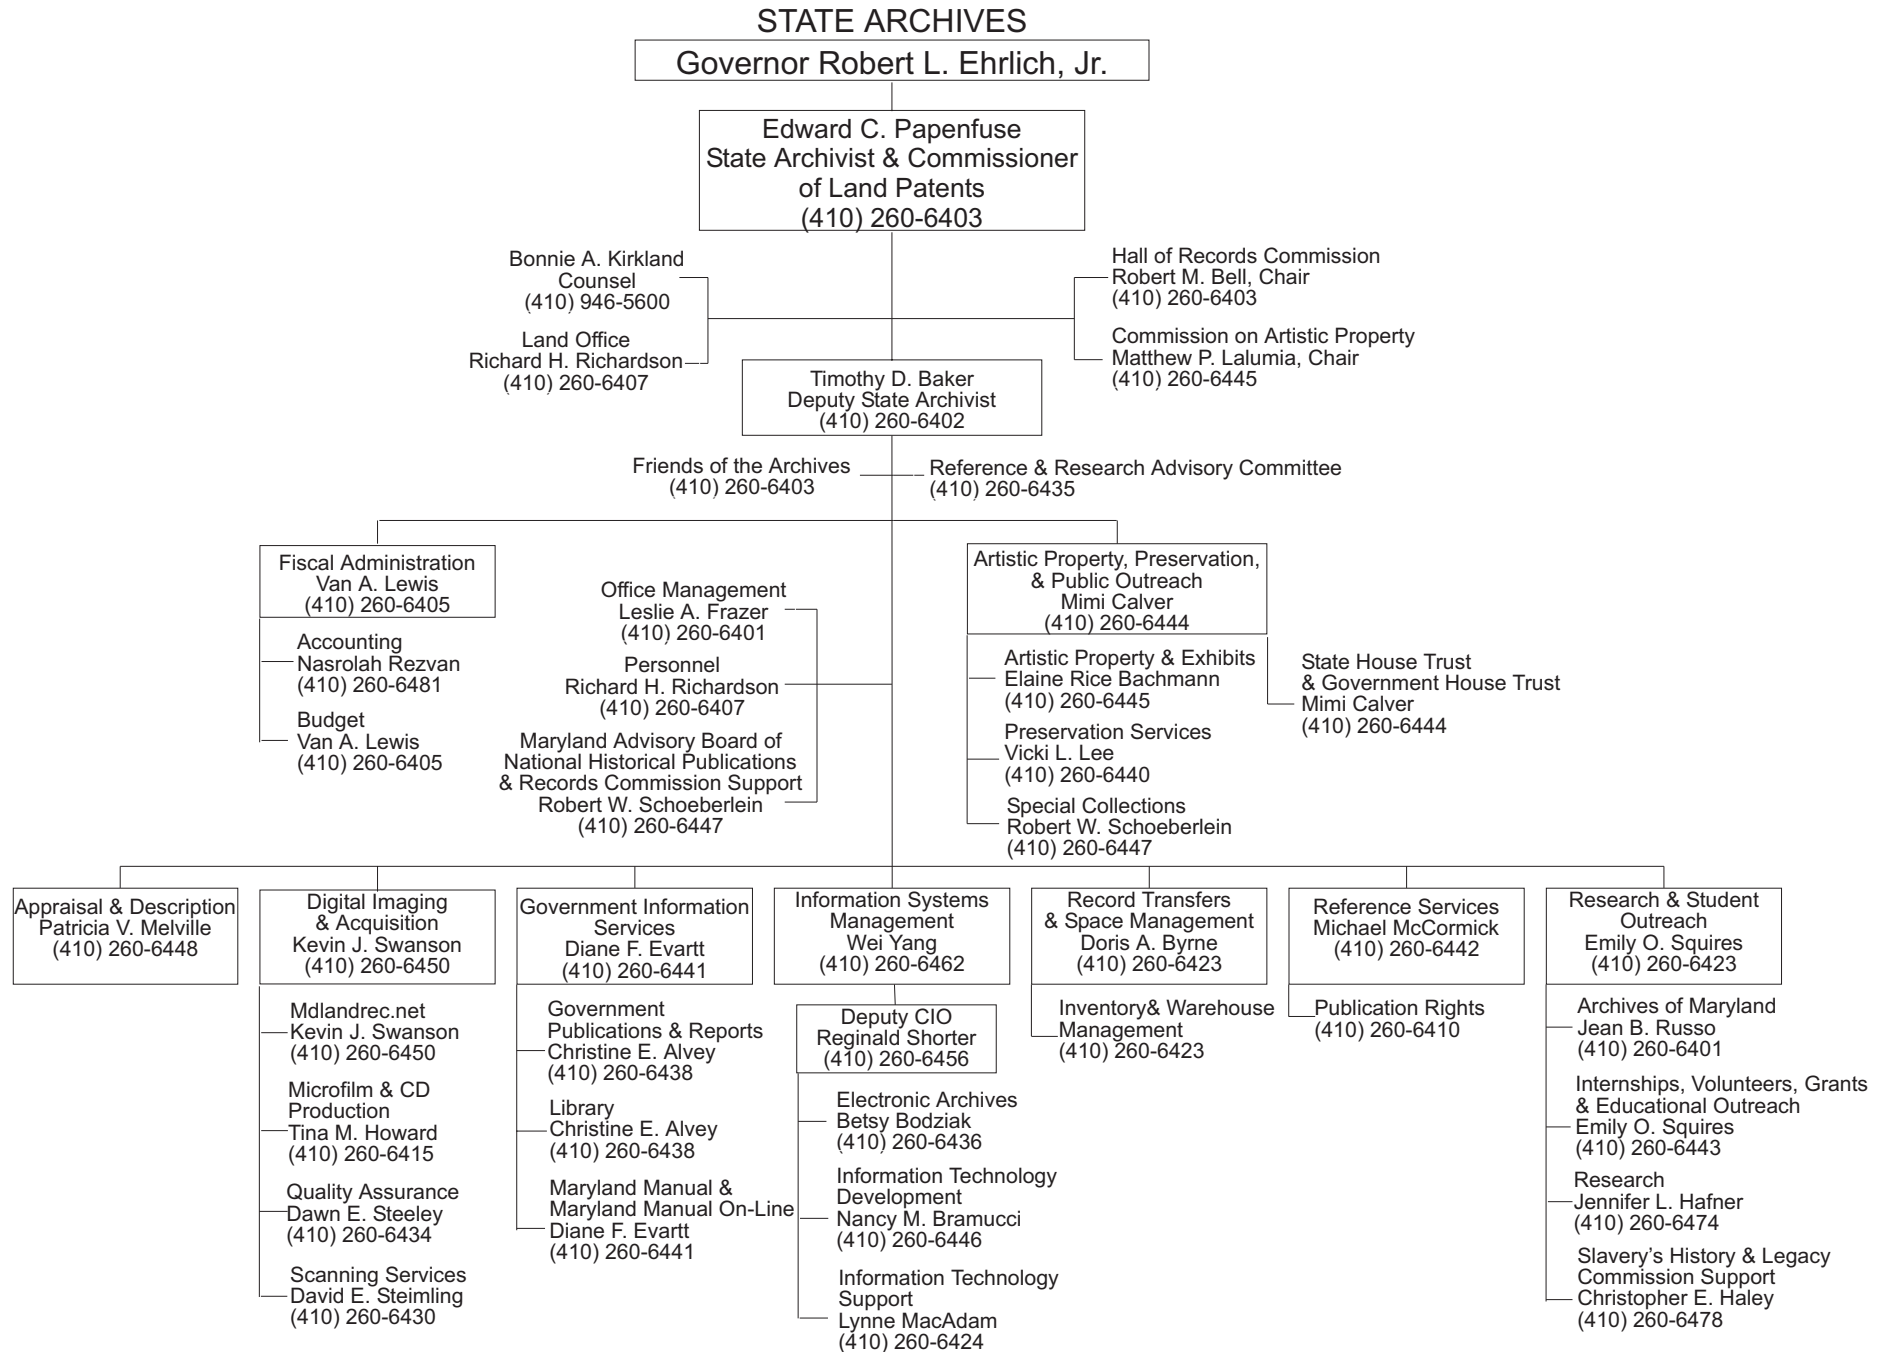 STATE ARCHIVES
Governor Robert L. Ehrlich, Jr.
Edward C. Papenfuse
State Archivist & Commissioner
of Land Patents
(410) 260-6403
Bonnie A. Kirkland
Counsel
(410) 946-5600
Land Office
Richard H. Richardson
(410) 260-6407
Hall of Records Commission
Robert M. Bell, Chair
(410) 260-6403
Commission on Artistic Property
Matthew P. Lalumia, Chair
(410) 260-6445
Timothy D. Baker
Deputy State Archivist
(410) 260-6402
Friends of the Archives
(410) 260-6403
Reference & Research Advisory Committee
(410) 260-6435
Fiscal Administration
Van A. Lewis
(410) 260-6405
Accounting
Nasrolah Rezvan
(410) 260-6481
Budget
Van A. Lewis
(410) 260-6405
Office Management
Leslie A. Frazer
(410) 260-6401
Personnel
Richard H. Richardson
(410) 260-6407
Maryland Advisory Board of
National Historical Publications
& Records Commission Support
Robert W. Schoeberlein
(410) 260-6447
Artistic Property, Preservation,
& Public Outreach
Mimi Calver
(410) 260-6444
Artistic Property & Exhibits
Elaine Rice Bachmann
(410) 260-6445
Preservation Services
Vicki L. Lee
(410) 260-6440
Special Collections
Robert W. Schoeberlein
(410) 260-6447
State House Trust
& Government House Trust
Mimi Calver
(410) 260-6444
Appraisal & Description
Patricia V. Melville
(410) 260-6448
Digital Imaging
& Acquisition
Kevin J. Swanson
(410) 260-6450
Mdlandrec.net
Kevin J. Swanson
(410) 260-6450
Microfilm & CD
Production
Tina M. Howard
(410) 260-6415
Quality Assurance
Dawn E. Steeley
(410) 260-6434
Scanning Services
David E. Steimling
(410) 260-6430
Government Information
Services
Diane F. Evartt
(410) 260-6441
Government
Publications & Reports
Christine E. Alvey
(410) 260-6438
Library
Christine E. Alvey
(410) 260-6438
Maryland Manual &
Maryland Manual On-Line
Diane F. Evartt
(410) 260-6441
Information Systems
Management
Wei Yang
(410) 260-6462
Deputy CIO
Reginald Shorter
(410) 260-6456
Electronic Archives
Betsy Bodziak
(410) 260-6436
Information Technology
Development
Nancy M. Bramucci
(410) 260-6446
Information Technology
Support
Lynne MacAdam
(410) 260-6424
Record Transfers
& Space Management
Doris A. Byrne
(410) 260-6423
Inventory& Warehouse
Management
(410) 260-6423
Reference Services
Michael McCormick
(410) 260-6442
Publication Rights
(410) 260-6410
Research & Student
Outreach
Emily O. Squires
(410) 260-6423
Archives of Maryland
Jean B. Russo
(410) 260-6401
Internships, Volunteers, Grants
& Educational Outreach
Emily O. Squires
(410) 260-6443
Research
Jennifer L. Hafner
(410) 260-6474
Slavery's History & Legacy
Commission Support
Christopher E. Haley
(410) 260-6478